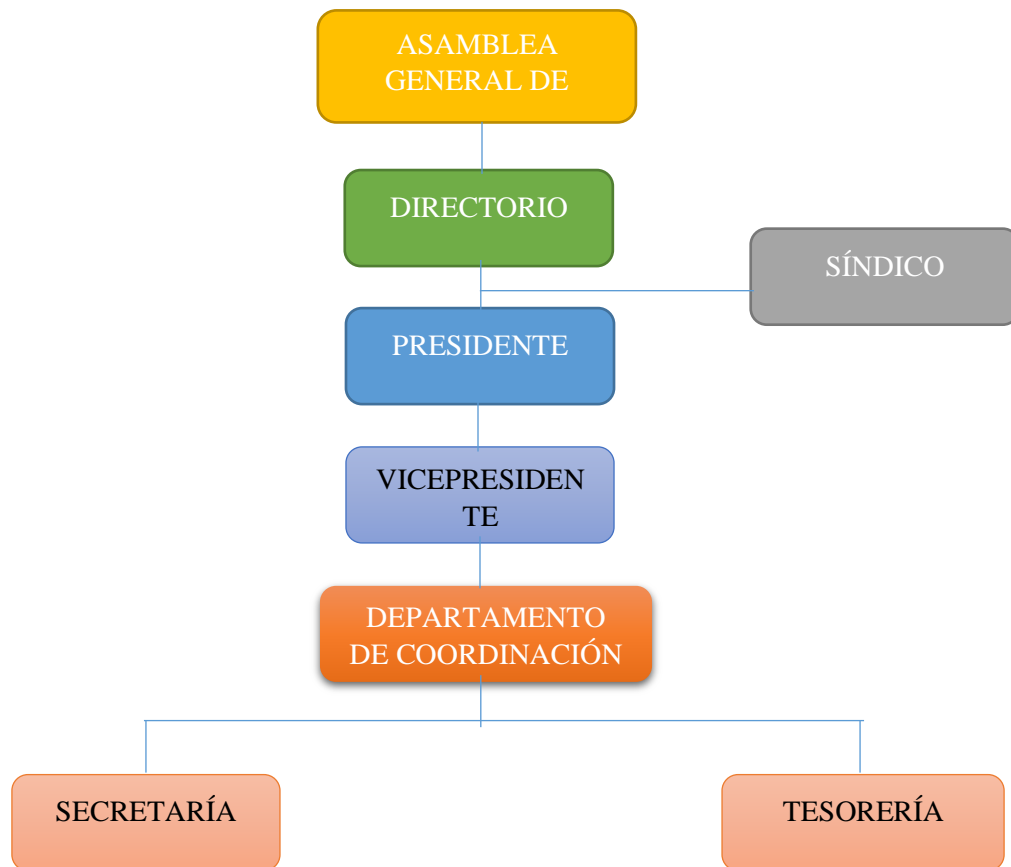 ASAMBLEA
GENERAL DE
DIRECTORIO
SÍNDICO
PRESIDENTE
VICEPRESIDEN
TE
DEPARTAMENTO
DE COORDINACIÓN
SECRETARÍA
TESORERÍA